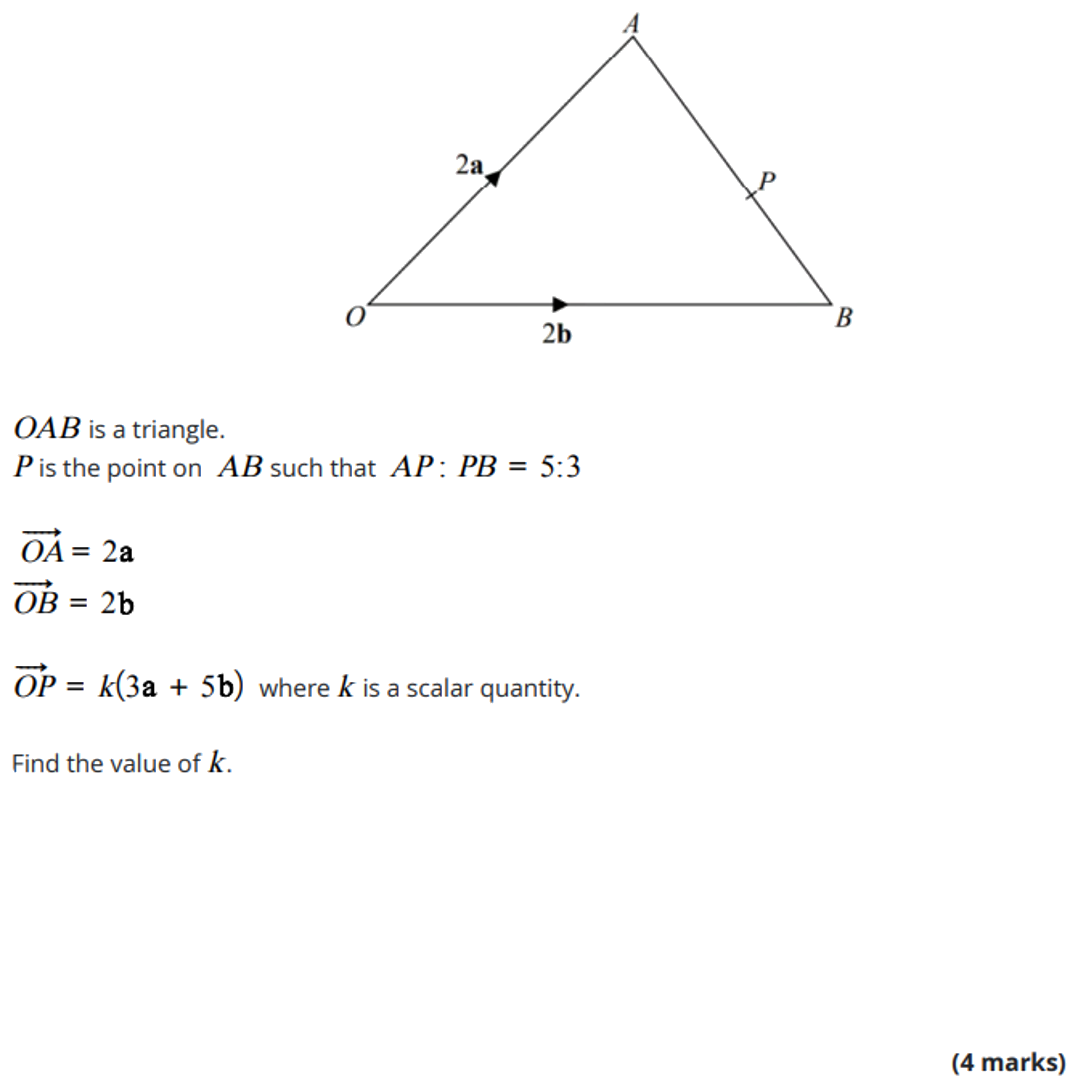 A
2a
P
O
B
2b
OAB is a triangle.
P is the point on AB such that AP : PB = 5:3
→OA = 2a
→OB = 2b
→OP = k(3a + 5b) where k is a scalar quantity.
Find the value of k.
(4 marks)